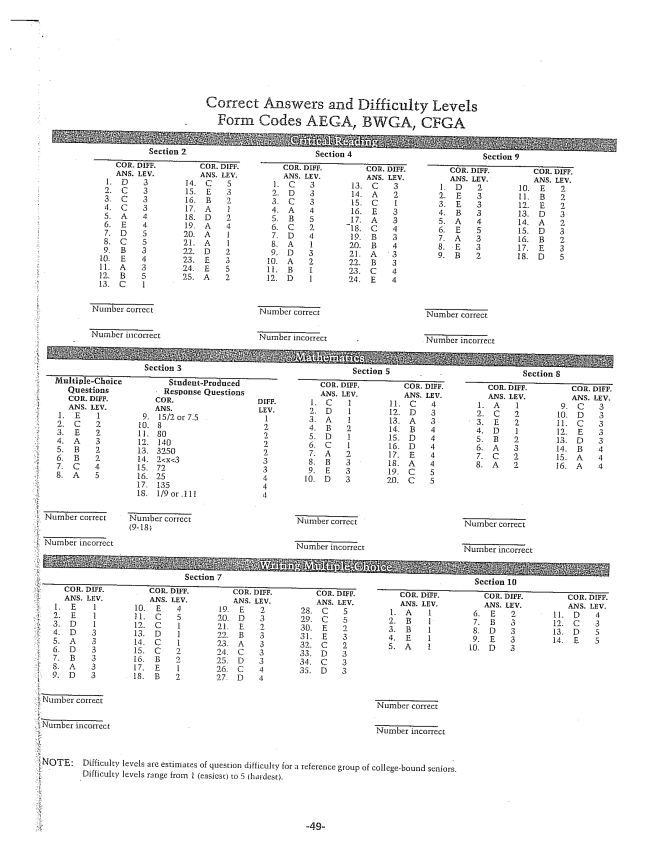 Correct Answers and Difficulty Levels
Form Codes AEGA, BWGA, CFGA
Critical Reading
Section 2
COR. DIFF.
ANS. LEV.
1. D 3
2. C 3
3. C 3
4. C 3
5. A 4
6. E 4
7. D 5
8. C 5
9. B 3
10. E 4
11. A 3
12. B 5
13. C 1
COR. DIFF.
ANS. LEV.
14. C 5
15. E 3
16. B 2
17. A 1
18. D 2
19. A 4
20. A 1
21. A 1
22. D 2
23. E 3
24. E 5
25. A 2
Number correct
Number incorrect
Section 4
COR. DIFF.
ANS. LEV.
1. C 3
2. D 3
3. C 3
4. A 4
5. B 5
6. C 2
7. D 4
8. A 1
9. D 3
10. A 2
11. B 1
12. D 1
COR. DIFF.
ANS. LEV.
13. C 3
14. A 2
15. C 1
16. E 3
17. A 3
18. C 4
19. B 3
20. B 4
21. A 3
22. B 3
23. C 4
24. E 4
Number correct
Number incorrect
Section 9
COR. DIFF.
ANS. LEV.
1. D 2
2. E 3
3. E 3
4. B 3
5. A 4
6. E 5
7. A 3
8. E 3
9. B 2
COR. DIFF.
ANS. LEV.
10. E 2
11. B 2
12. E 2
13. D 3
14. A 2
15. D 3
16. B 2
17. E 3
18. D 5
Number correct
Number incorrect
Mathematics
Section 3
Multiple-Choice
Questions
COR. DIFF.
ANS. LEV.
1. E 1
2. C 2
3. E 2
4. A 3
5. B 2
6. B 2
7. C 4
8. A 5
Number correct
Number incorrect
Student-Produced
Response Questions
COR. DIFF.
ANS. LEV.
9. 15/2 or 7.5 1
10. 8 2
11. 80 2
12. 140 2
13. 3250 2
14. 2<x<3 3
15. 72 3
16. 25 4
17. 135 4
18. 1/9 or .111 4
Number correct
(9-18)
Section 5
COR. DIFF.
ANS. LEV.
1. C 1
2. D 1
3. A 1
4. B 2
5. D 1
6. C 1
7. A 2
8. B 3
9. E 3
10. D 3
COR. DIFF.
ANS. LEV.
11. C 4
12. D 3
13. A 3
14. B 4
15. D 4
16. D 4
17. E 4
18. A 4
19. C 5
20. C 5
Number correct
Number incorrect
Section 8
COR. DIFF.
ANS. LEV.
1. A 1
2. C 2
3. E 2
4. D 1
5. B 2
6. A 3
7. C 2
8. A 2
COR. DIFF.
ANS. LEV.
9. C 3
10. D 3
11. C 3
12. E 3
13. D 3
14. B 4
15. A 4
16. A 4
Number correct
Number incorrect
Writing Multiple-Choice
Section 7
COR. DIFF.
ANS. LEV.
1. E 1
2. E 1
3. D 1
4. D 3
5. A 3
6. D 3
7. B 3
8. A 3
9. D 3
COR. DIFF.
ANS. LEV.
10. E 4
11. C 5
12. C 1
13. D 1
14. C 1
15. C 2
16. B 2
17. E 1
18. B 2
COR. DIFF.
ANS. LEV.
19. E 2
20. D 3
21. E 2
22. B 3
23. A 3
24. C 3
25. D 3
26. C 4
27. D 4
COR. DIFF.
ANS. LEV.
28. C 5
29. C 5
30. E 2
31. E 3
32. C 2
33. D 3
34. C 3
35. D 3
Number correct
Number incorrect
Section 10
COR. DIFF.
ANS. LEV.
1. A 1
2. B 1
3. B 1
4. E 1
5. A 1
COR. DIFF.
ANS. LEV.
6. E 2
7. B 3
8. D 3
9. E 3
10. D 3
COR. DIFF.
ANS. LEV.
11. D 4
12. C 3
13. D 5
14. E 5
Number correct
Number incorrect
NOTE: Difficulty levels are estimates of question difficulty for a reference group of college-bound seniors.
Difficulty levels range from 1 (easiest) to 5 (hardest).
-49-